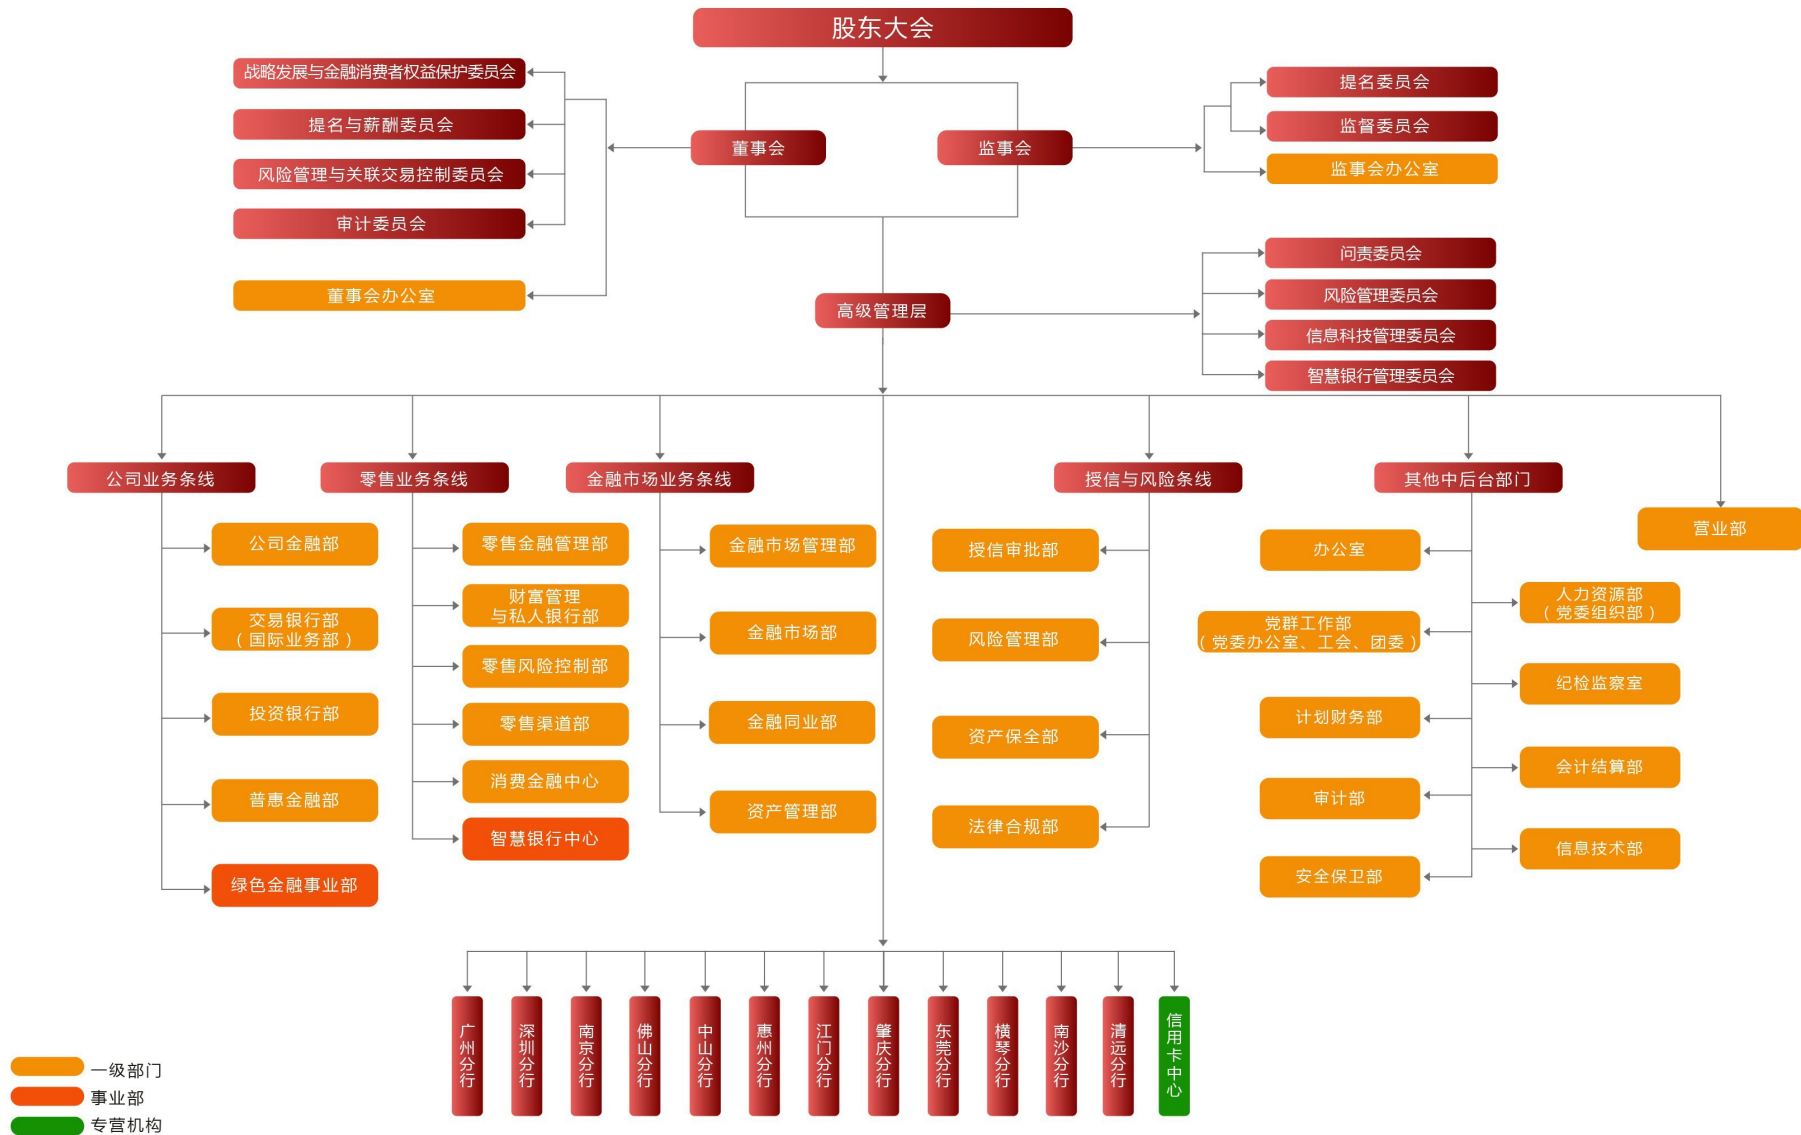 股东大会
战略发展与金融消费者权益保护委员会
提名与薪酬委员会
风险管理与关联交易控制委员会
审计委员会
董事会办公室
董事会
监事会
提名委员会
监督委员会
监事会办公室
高级管理层
问责委员会
风险管理委员会
信息科技管理委员会
智慧银行管理委员会
公司业务条线
零售业务条线
金融市场业务条线
授信与风险条线
其他中后台部门
营业部
公司金融部
交易银行部
（国际业务部）
投资银行部
普惠金融部
绿色金融事业部
零售金融管理部
财富管理
与私人银行部
零售风险控制部
零售渠道部
消费金融中心
智慧银行中心
金融市场管理部
金融市场部
金融同业部
资产管理部
授信审批部
风险管理部
资产保全部
法律合规部
办公室
党群工作部
（党委办公室、工会、团委）
计划财务部
审计部
安全保卫部
人力资源部
（党委组织部）
纪检监察室
会计结算部
信息技术部
广州分行
深圳分行
南京分行
佛山分行
中山分行
惠州分行
江门分行
肇庆分行
东莞分行
横琴分行
南沙分行
清远分行
信用卡中心
一级部门
事业部
专营机构